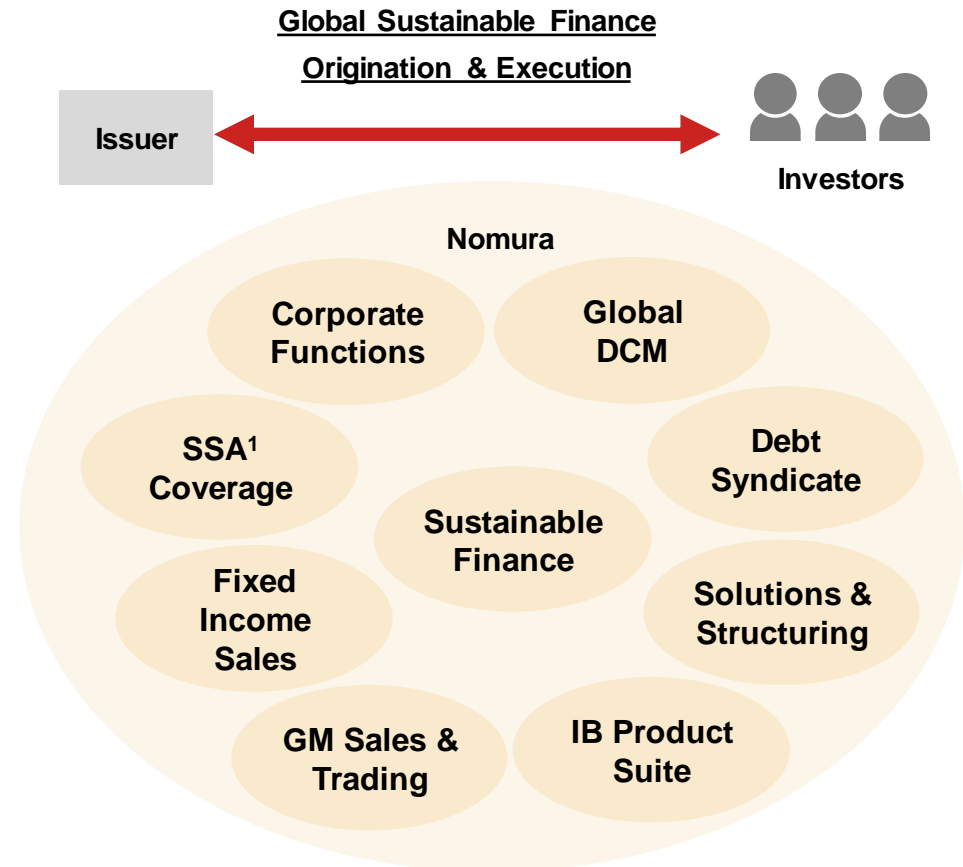 Global Sustainable Finance
Origination & Execution
Issuer
Investors
Nomura
Corporate
Functions
Global
DCM
SSA¹
Coverage
Debt
Syndicate
Sustainable
Finance
Fixed
Income
Sales
Solutions &
Structuring
GM Sales &
Trading
IB Product
Suite